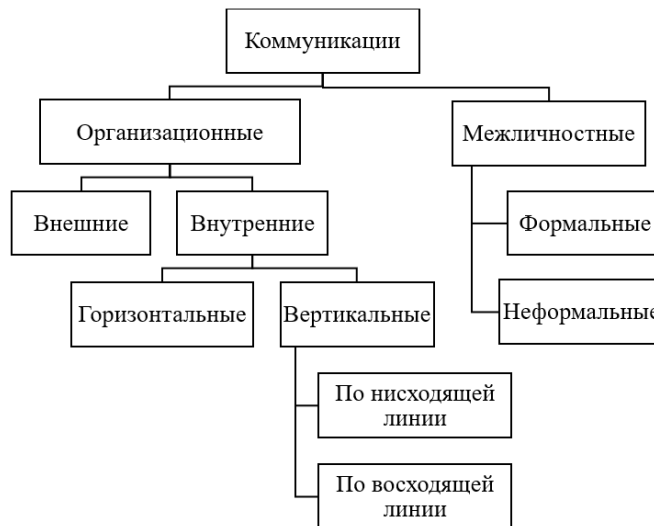 Коммуникации
Организационные
Межличностные
Внешние
Внутренние
Формальные
Горизонтальные
Вертикальные
Неформальные
По нисходящей
линии
По восходящей
линии